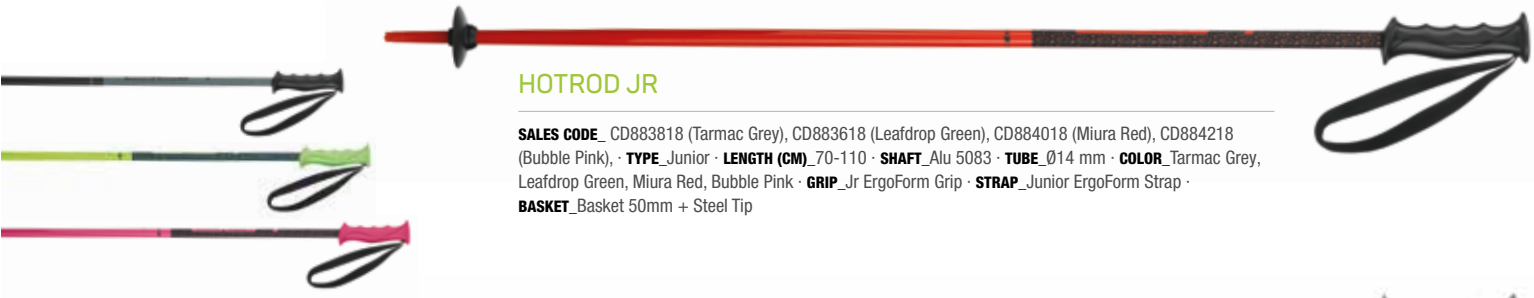 HOTROD JR
SALES CODE_ CD883818 (Tarmac Grey), CD883618 (Leafdrop Green), CD884018 (Miura Red), CD884218
(Bubble Pink), · TYPE_Junior · LENGTH (CM)_70-110 · SHAFT_Alu 5083 · TUBE_Ø14 mm · COLOR_Tarmac Grey,
Leafdrop Green, Miura Red, Bubble Pink · GRIP_Jr ErgoForm Grip · STRAP_Junior ErgoForm Strap ·
BASKET_Basket 50mm + Steel Tip